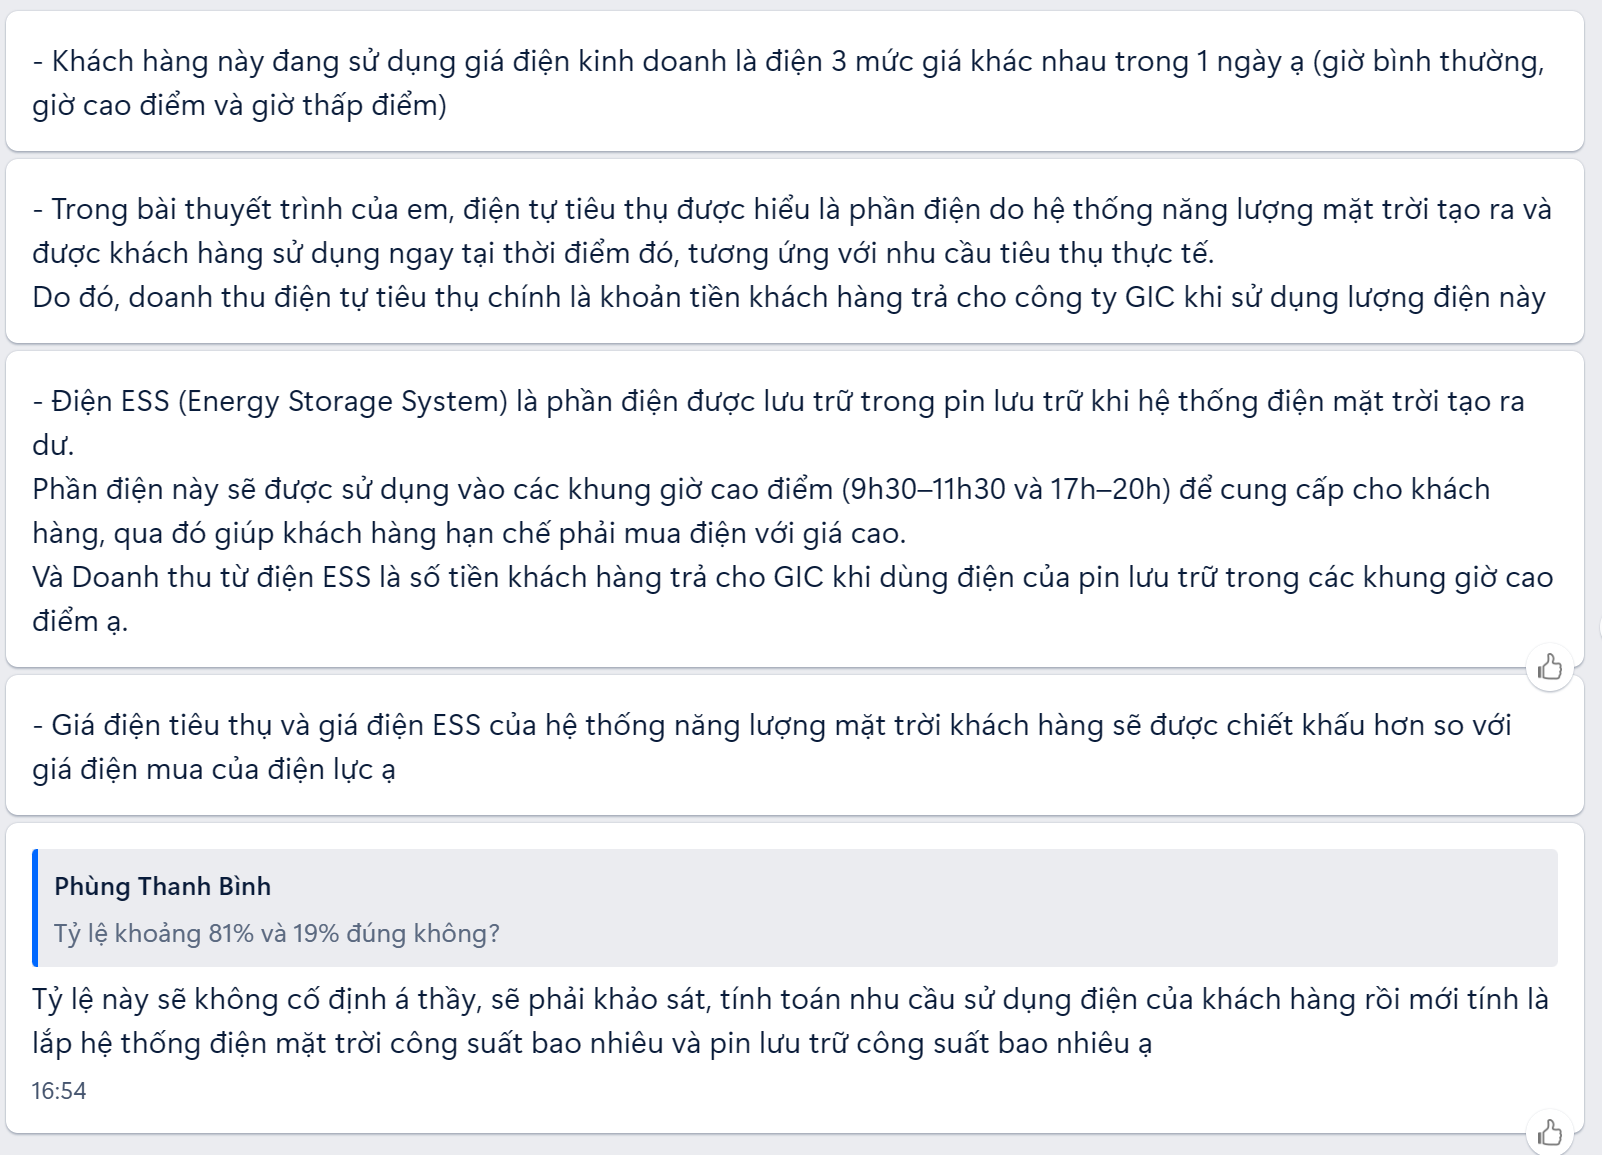 - Khách hàng này đang sử dụng giá điện kinh doanh là điện 3 mức giá khác nhau trong 1 ngày ạ (giờ bình thường,
giờ cao điểm và giờ thấp điểm)
- Trong bài thuyết trình của em, điện tự tiêu thụ được hiểu là phần điện do hệ thống năng lượng mặt trời tạo ra và
được khách hàng sử dụng ngay tại thời điểm đó, tương ứng với nhu cầu tiêu thụ thực tế.
Do đó, doanh thu điện tự tiêu thụ chính là khoản tiền khách hàng trả cho công ty GIC khi sử dụng lượng điện này
- Điện ESS (Energy Storage System) là phần điện được lưu trữ trong pin lưu trữ khi hệ thống điện mặt trời tạo ra
dư.
Phần điện này sẽ được sử dụng vào các khung giờ cao điểm (9h30–11h30 và 17h–20h) để cung cấp cho khách
hàng, qua đó giúp khách hàng hạn chế phải mua điện với giá cao.
Và Doanh thu từ điện ESS là số tiền khách hàng trả cho GIC khi dùng điện của pin lưu trữ trong các khung giờ cao
điểm ạ.
- Giá điện tiêu thụ và giá điện ESS của hệ thống năng lượng mặt trời khách hàng sẽ được chiết khấu hơn so với
giá điện mua của điện lực ạ
Phùng Thanh Bình
Tỷ lệ khoảng 81% và 19% đúng không?
Tỷ lệ này sẽ không cố định á thầy, sẽ phải khảo sát, tính toán nhu cầu sử dụng điện của khách hàng rồi mới tính là
lắp hệ thống điện mặt trời công suất bao nhiêu và pin lưu trữ công suất bao nhiêu ạ
16:54